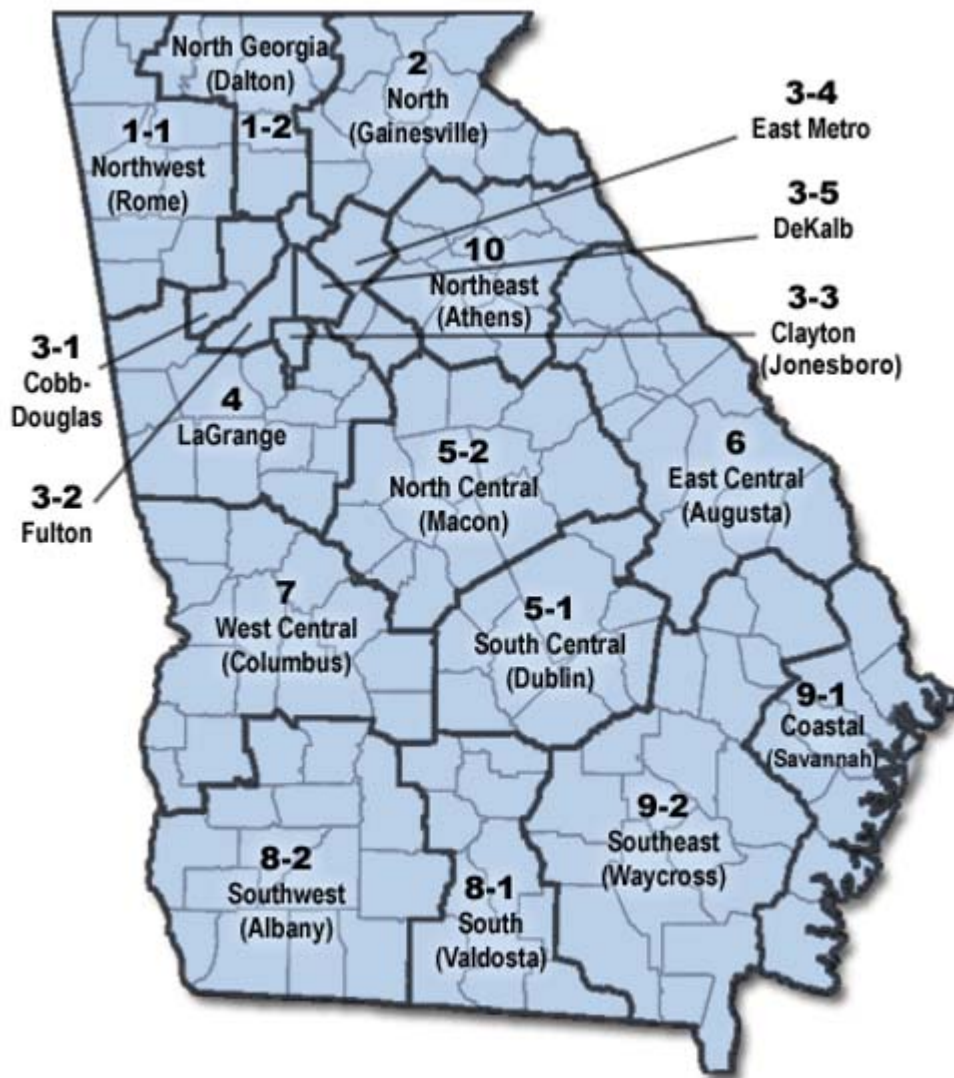 North Georgia
(Dalton)
1-2
2
North
(Gainesville)
3-4
East Metro
1-1
Northwest
(Rome)
3-5
DeKalb
10
Northeast
(Athens)
3-3
Clayton
(Jonesboro)
3-1
Cobb-
Douglas
4
LaGrange
3-2
Fulton
5-2
North Central
(Macon)
6
East Central
(Augusta)
7
West Central
(Columbus)
5-1
South Central
(Dublin)
9-1
Coastal
(Savannah)
8-2
Southwest
(Albany)
8-1
South
(Valdosta)
9-2
Southeast
(Waycross)